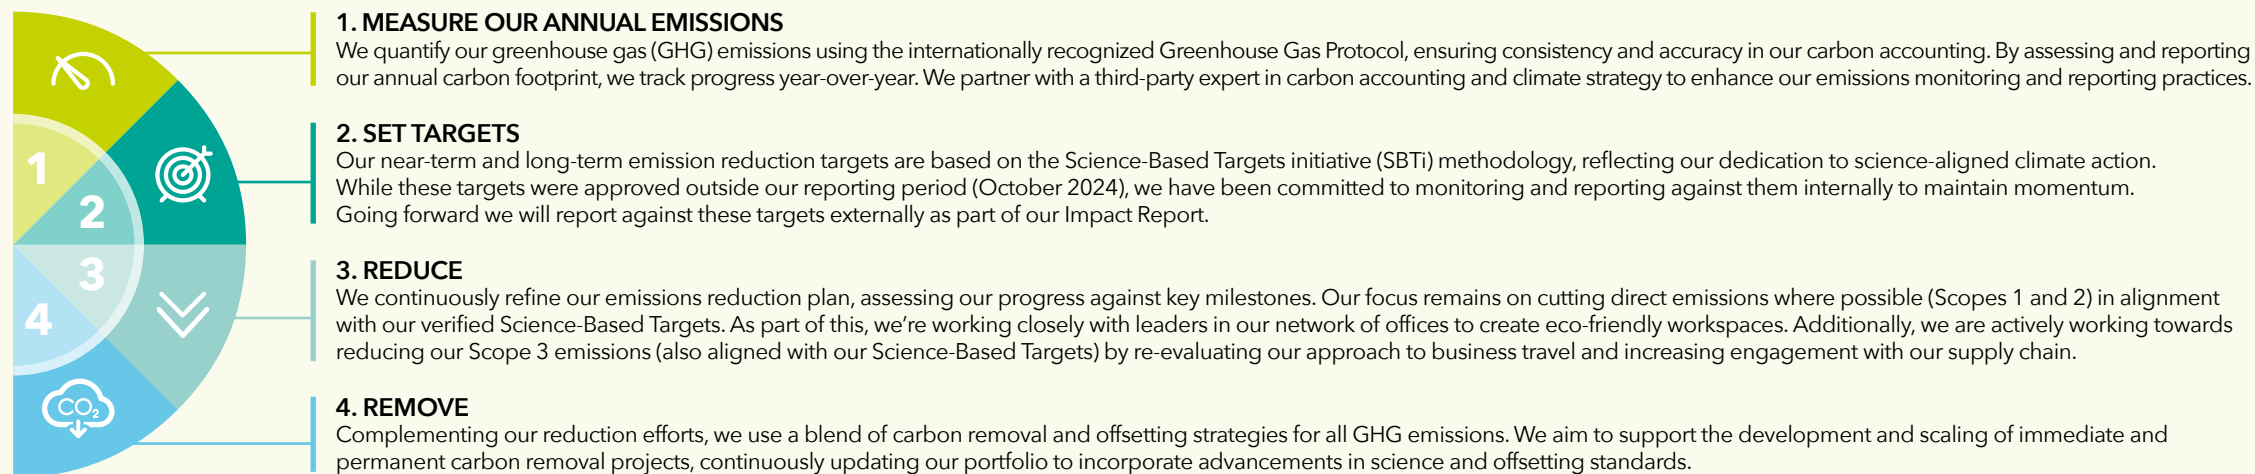 1. MEASURE OUR ANNUAL EMISSIONS
We quantify our greenhouse gas (GHG) emissions using the internationally recognized Greenhouse Gas Protocol, ensuring consistency and accuracy in our carbon accounting. By assessing and reporting
our annual carbon footprint, we track progress year-over-year. We partner with a third-party expert in carbon accounting and climate strategy to enhance our emissions monitoring and reporting practices.
1
2. SET TARGETS
Our near-term and long-term emission reduction targets are based on the Science-Based Targets initiative (SBTi) methodology, reflecting our dedication to science-aligned climate action.
While these targets were approved outside our reporting period (October 2024), we have been committed to monitoring and reporting against them internally to maintain momentum.
Going forward we will report against these targets externally as part of our Impact Report.
2
3. REDUCE
We continuously refine our emissions reduction plan, assessing our progress against key milestones. Our focus remains on cutting direct emissions where possible (Scopes 1 and 2) in alignment
with our verified Science-Based Targets. As part of this, we're working closely with leaders in our network of offices to create eco-friendly workspaces. Additionally, we are actively working towards
reducing our Scope 3 emissions (also aligned with our Science-Based Targets) by re-evaluating our approach to business travel and increasing engagement with our supply chain.
3
4
4. REMOVE
Complementing our reduction efforts, we use a blend of carbon removal and offsetting strategies for all GHG emissions. We aim to support the development and scaling of immediate and
permanent carbon removal projects, continuously updating our portfolio to incorporate advancements in science and offsetting standards.
CO₂